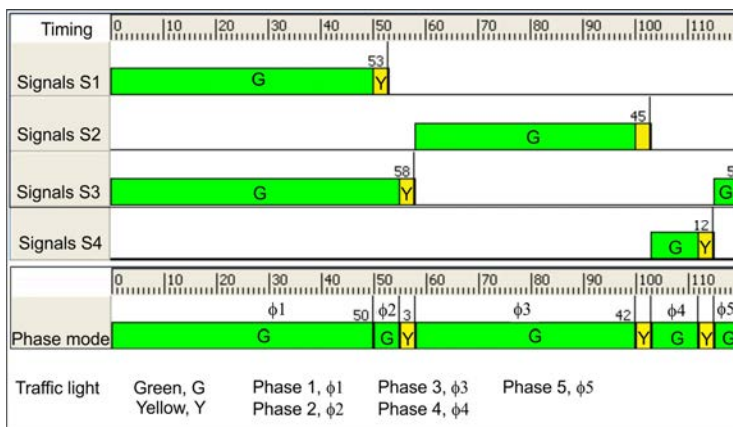 Timing 0 10 20 30 40 50 60 70 80 90 100 110
Signals S1 G 53 Y
Signals S2 G 45
Signals S3 G 58 Y 5 G
Signals S4 G 12 Y
0 10 20 30 40 50 60 70 80 90 100 110
ϕ1 50 ϕ2 3 ϕ3 42 ϕ4 ϕ5
Phase mode G G Y G Y G Y G
Traffic light Green, G Phase 1, ϕ1 Phase 3, ϕ3 Phase 5, ϕ5
Yellow, Y Phase 2, ϕ2 Phase 4, ϕ4